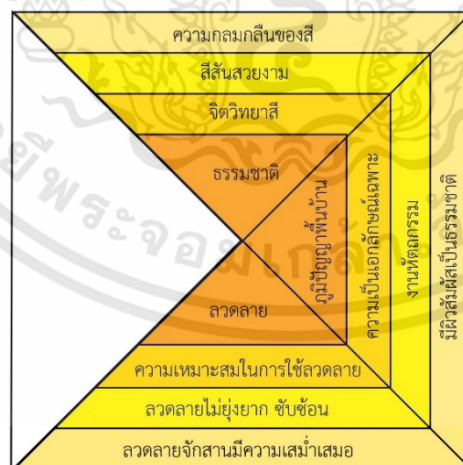 ความกลมกลืนของสี
สีสันสวยงาม
จิตวิทยาสี
ธรรมชาติ
ภูมิปัญญาพื้นบ้าน
ความเป็นเอกลักษณ์เฉพาะ
งานหัตถกรรม
มีผิวสัมผัสเป็นธรรมชาติ
ลวดลาย
ความเหมาะสมในการใช้ลวดลาย
ลวดลายไม่ยุ่งยาก ซับซ้อน
ลวดลายจักสานมีความเสม่ำเสมอ